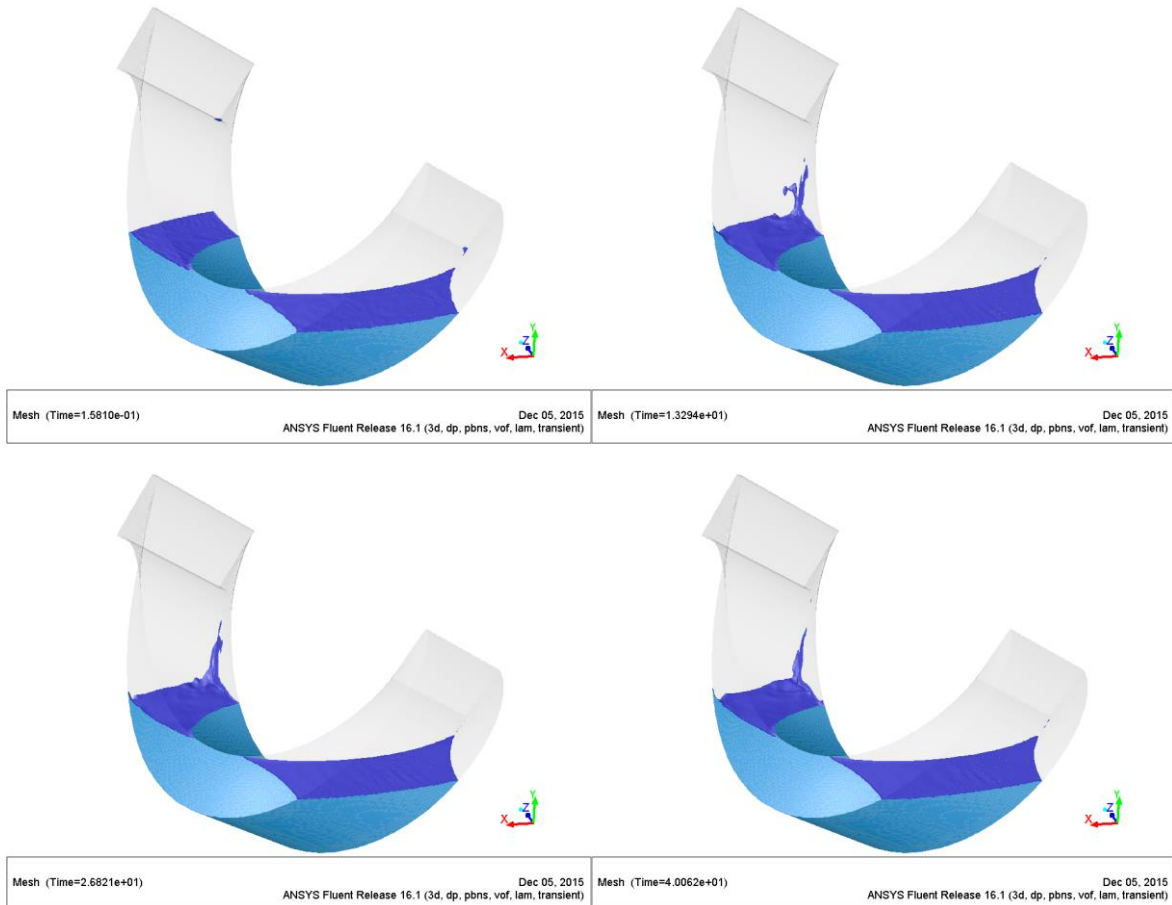 Y
Z
X
Mesh (Time=1.5810e-01)
Dec 05, 2015
ANSYS Fluent Release 16.1 (3d, dp, pbns, vof, lam, transient)
Y
Z
X
Mesh (Time=1.3294e+01)
Dec 05, 2015
ANSYS Fluent Release 16.1 (3d, dp, pbns, vof, lam, transient)
Y
Z
X
Mesh (Time=2.6821e+01)
Dec 05, 2015
ANSYS Fluent Release 16.1 (3d, dp, pbns, vof, lam, transient)
Y
Z
X
Mesh (Time=4.0062e+01)
Dec 05, 2015
ANSYS Fluent Release 16.1 (3d, dp, pbns, vof, lam, transient)